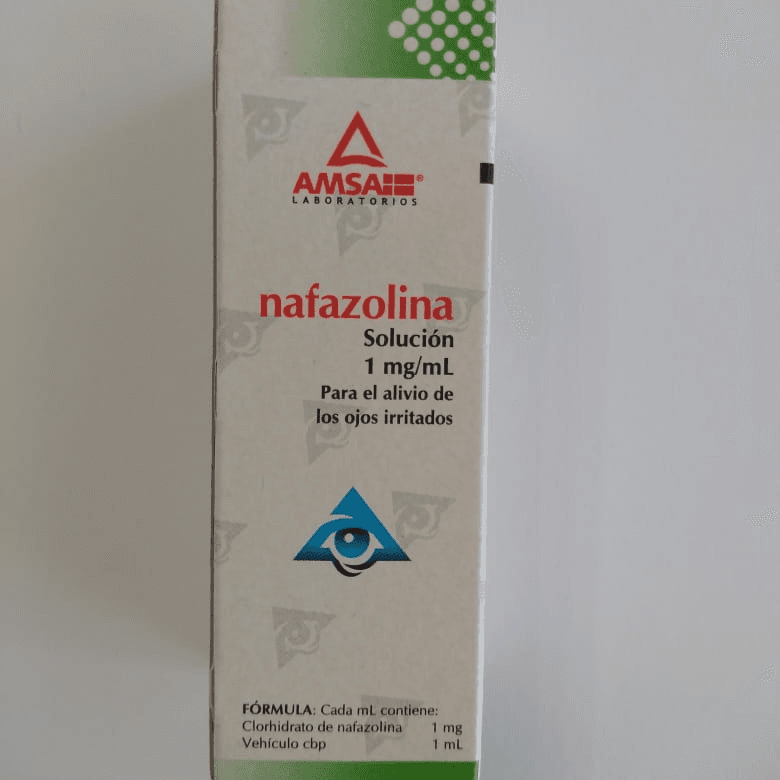 AMSA®
LABORATORIOS
nafazolina
Solución
1 mg/mL
Para el alivio de
los ojos irritados
FÓRMULA: Cada mL contiene:
Clorhidrato de nafazolina 1 mg
Vehículo cbp 1 mL